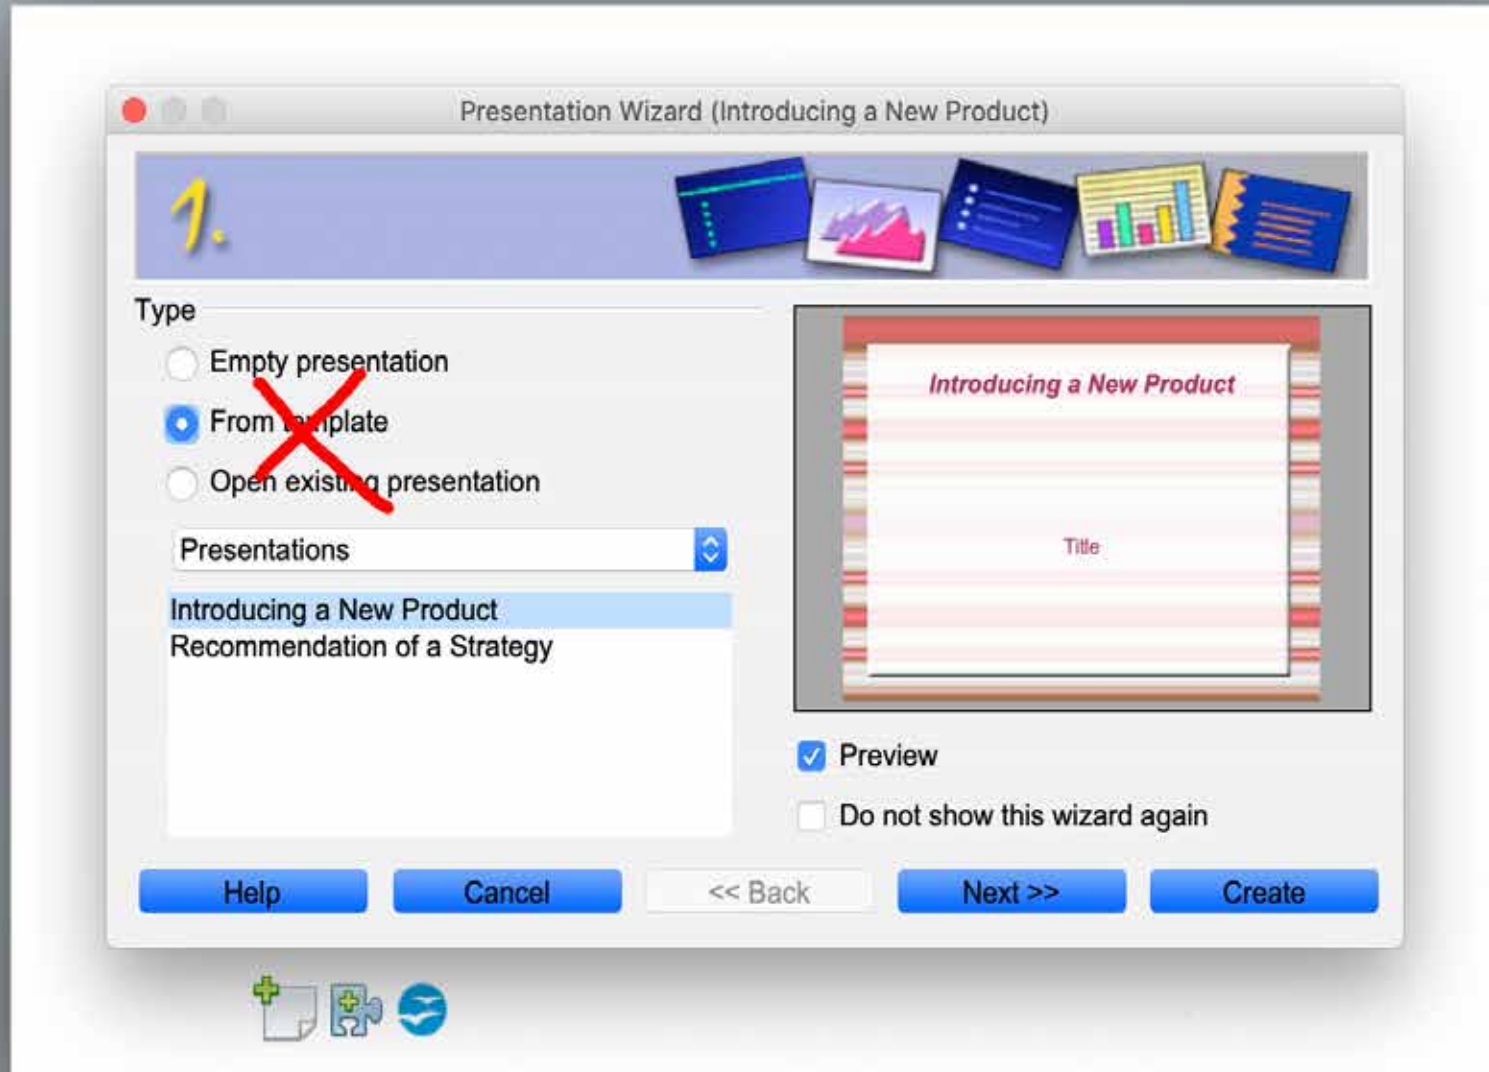 Presentation Wizard (Introducing a New Product)
1.
Type
Empty presentation
From template
Open existing presentation
Presentations
Introducing a New Product
Recommendation of a Strategy
Introducing a New Product
Title
Preview
Do not show this wizard again
Help
Cancel
<< Back
Next >>
Create